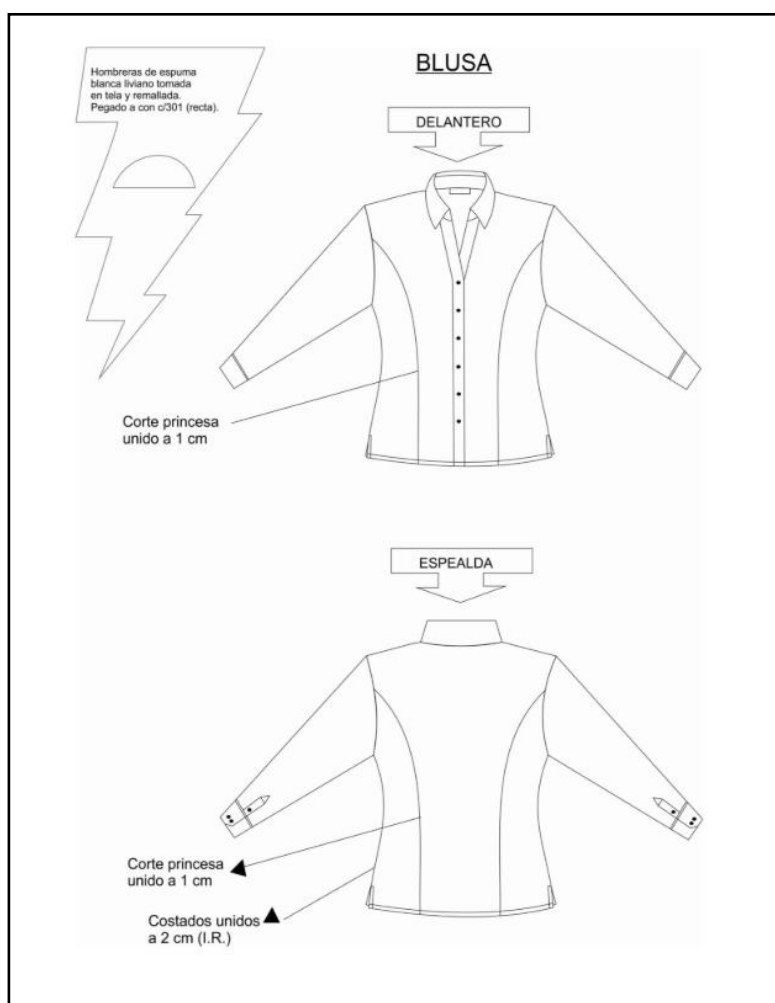 BLUSA
Hombreras de espuma
blanca liviano tomada
en tela y remallada.
Pegado a con c/301 (recta).
DELANTERO
Corte princesa
unido a 1 cm
ESPEALDA
Corte princesa
unido a 1 cm
Costados unidos
a 2 cm (I.R.)